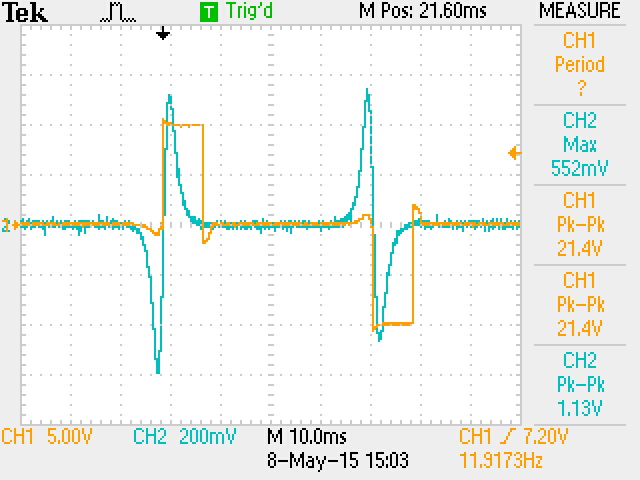 Tek T Trig'd M Pos: 21.60ms MEASURE
CH1
Period
?
CH2
Max
552mV
CH1
Pk-Pk
21.4V
CH1
Pk-Pk
21.4V
CH2
Pk-Pk
1.13V
CH1 5.00V CH2 200mV M 10.0ms CH1 7.20V
8-May-15 15:03 11.9173Hz